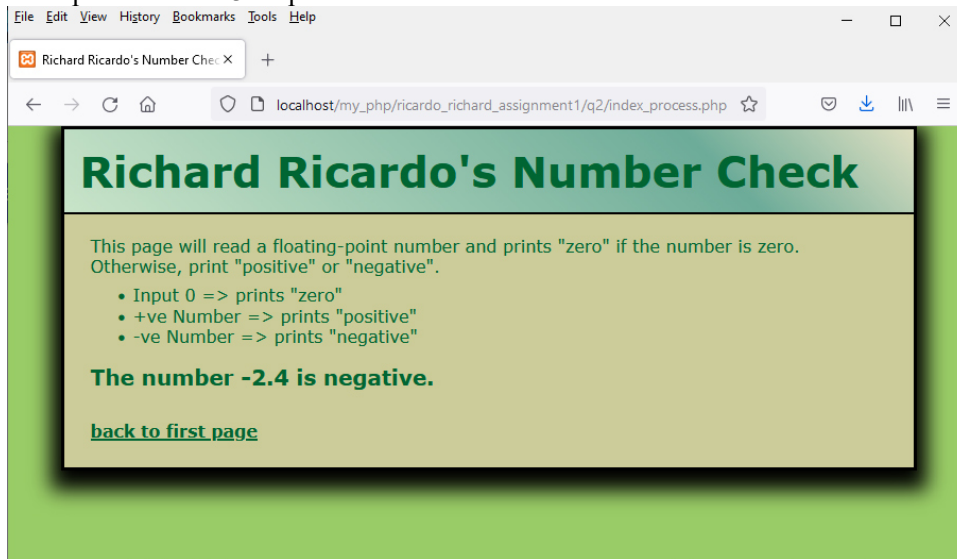 File Edit View History Bookmarks Tools Help
Richard Ricardo's Number Chec
localhost/my_php/ricardo_richard_assignment1/q2/index_process.php
Richard Ricardo's Number Check
This page will read a floating-point number and prints "zero" if the number is zero.
Otherwise, print "positive" or "negative".
• Input 0 => prints "zero"
• +ve Number => prints "positive"
• -ve Number => prints "negative"
The number -2.4 is negative.
back to first page